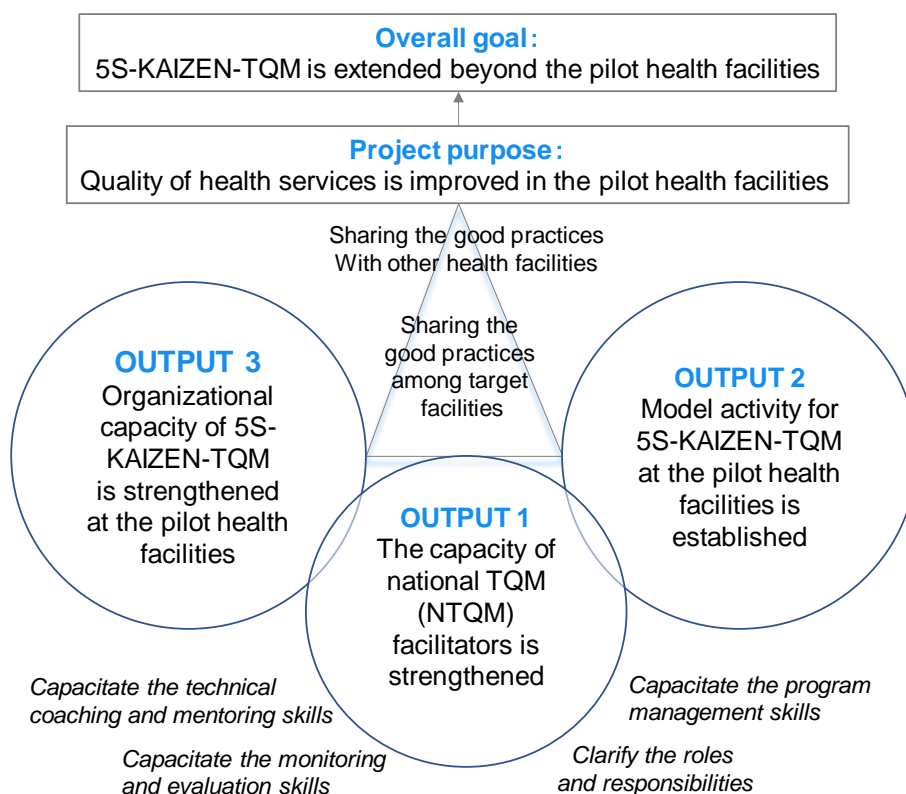 Overall goal:
5S-KAIZEN-TQM is extended beyond the pilot health facilities
Project purpose:
Quality of health services is improved in the pilot health facilities
Sharing the good practices
With other health facilities
Sharing the
good practices
among target
facilities
OUTPUT 3
Organizational
capacity of 5S-
KAIZEN-TQM
is strengthened
at the pilot health
facilities
OUTPUT 2
Model activity for
5S-KAIZEN-TQM
at the pilot health
facilities is
established
OUTPUT 1
The capacity of
national TQM
(NTQM)
facilitators is
strengthened
Capacitate the technical
coaching and mentoring skills
Capacitate the monitoring
and evaluation skills
Capacitate the program
management skills
Clarify the roles
and responsibilities